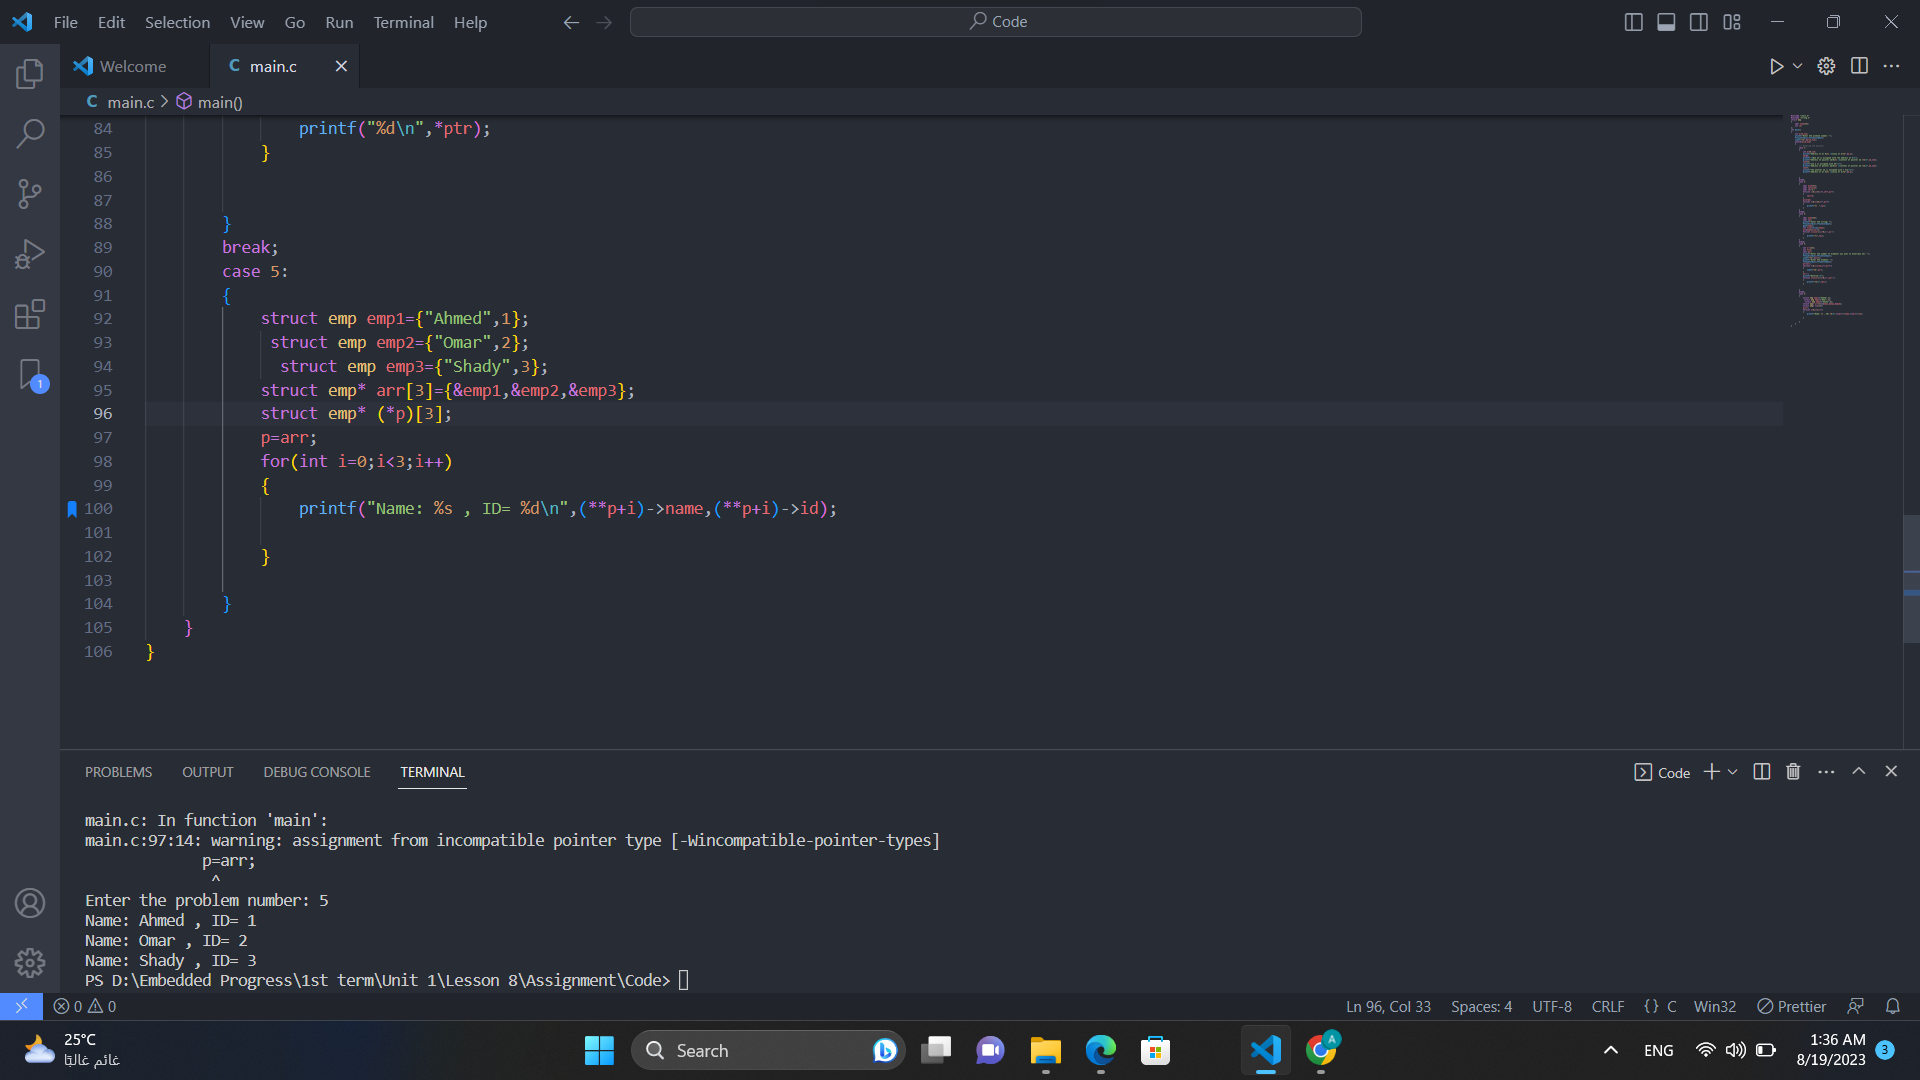 File Edit Selection View Go Run Terminal Help
Code
Welcome
C main.c
C main.c > main()
84 printf("%d\n",*ptr);
85 }
86
87
88 }
89 break;
90 case 5:
91 {
92 struct emp emp1={"Ahmed",1};
93 struct emp emp2={"Omar",2};
94 struct emp emp3={"Shady",3};
95 struct emp* arr[3]={&emp1,&emp2,&emp3};
96 struct emp* (*p)[3];
97 p=arr;
98 for(int i=0;i<3;i++)
99 {
100 printf("Name: %s , ID= %d\n",(**p+i)->name,(**p+i)->id);
101
102 }
103
104 }
105 }
106 }
1
PROBLEMS OUTPUT DEBUG CONSOLE TERMINAL
Code
main.c: In function 'main':
main.c:97:14: warning: assignment from incompatible pointer type [-Wincompatible-pointer-types]
p=arr;
^
Enter the problem number: 5
Name: Ahmed , ID= 1
Name: Omar , ID= 2
Name: Shady , ID= 3
PS D:\Embedded Progress\1st term\Unit 1\Lesson 8\Assignment\Code>
0 0
Ln 96, Col 33 Spaces: 4 UTF-8 CRLF {} C Win32 Prettier
25°C
غائم غالبًا
Search
A
ENG
1:36 AM
8/19/2023
3